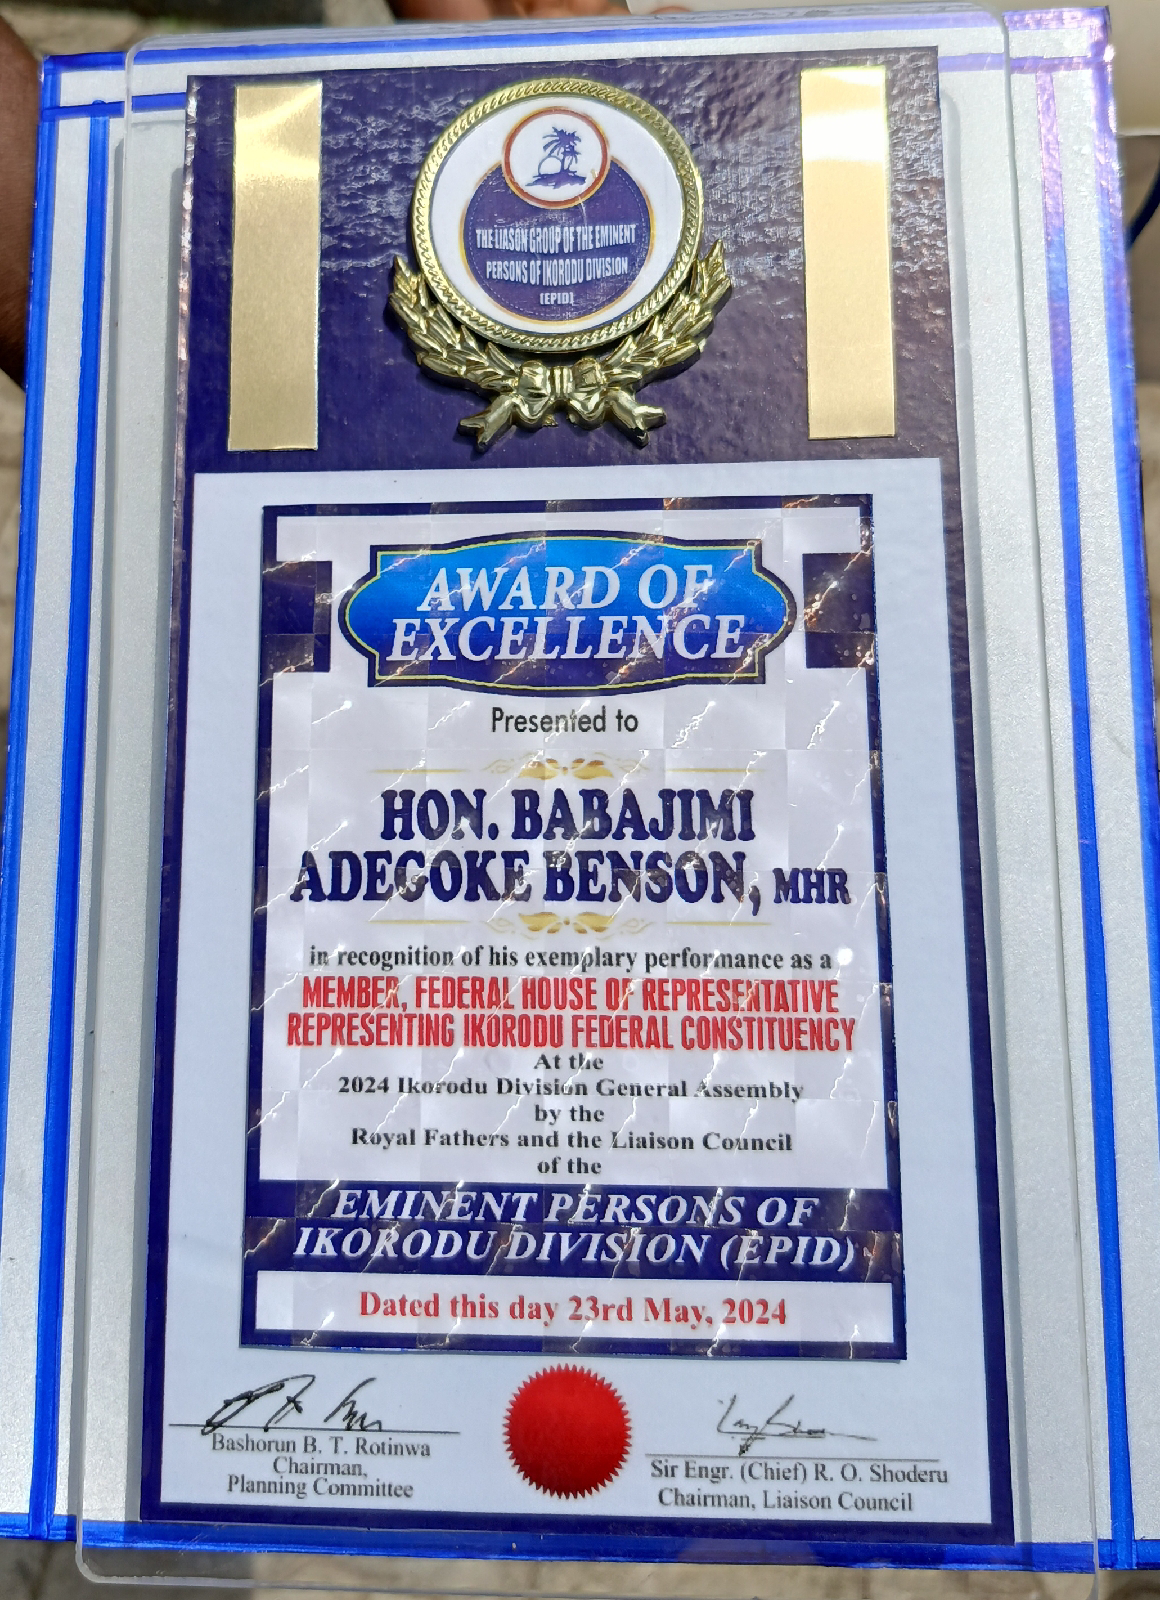 THE LIASON GROUP OF THE EMINENT
PERSONS OF IKORODU DIVISION
(EPID)
AWARD OF
EXCELLENCE
Presented to
HON. BABAJIMI
ADEGOKE BENSON, MHR
in recognition of his exemplary performance as a
MEMBER, FEDERAL HOUSE OF REPRESENTATIVE
REPRESENTING IKORODU FEDERAL CONSTITUENCY
At the
2024 Ikorodu Division General Assembly
by the
Royal Fathers and the Liaison Council
of the
EMINENT PERSONS OF
IKORODU DIVISION (EPID)
Dated this day 23rd May, 2024
Bashorun B. T. Rotinwa
Chairman,
Planning Committee
Sir Engr. (Chief) R. O. Shoderu
Chairman, Liaison Council